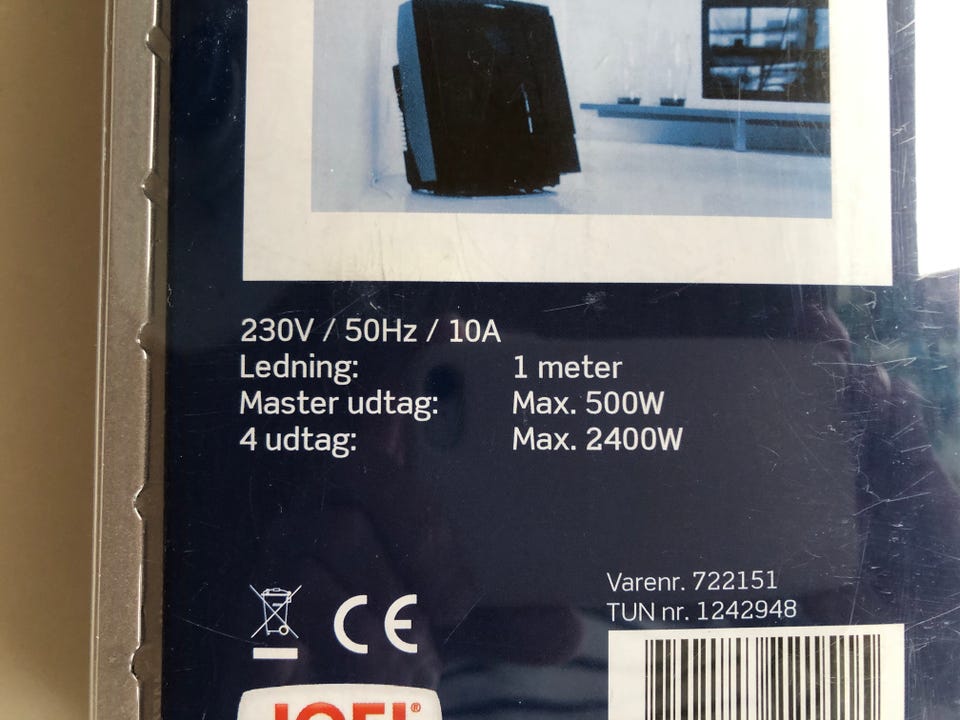 230V / 50Hz / 10A
Ledning: 1 meter
Master udtag: Max. 500W
4 udtag: Max. 2400W
CE
Varenr. 722151
TUN nr. 1242948